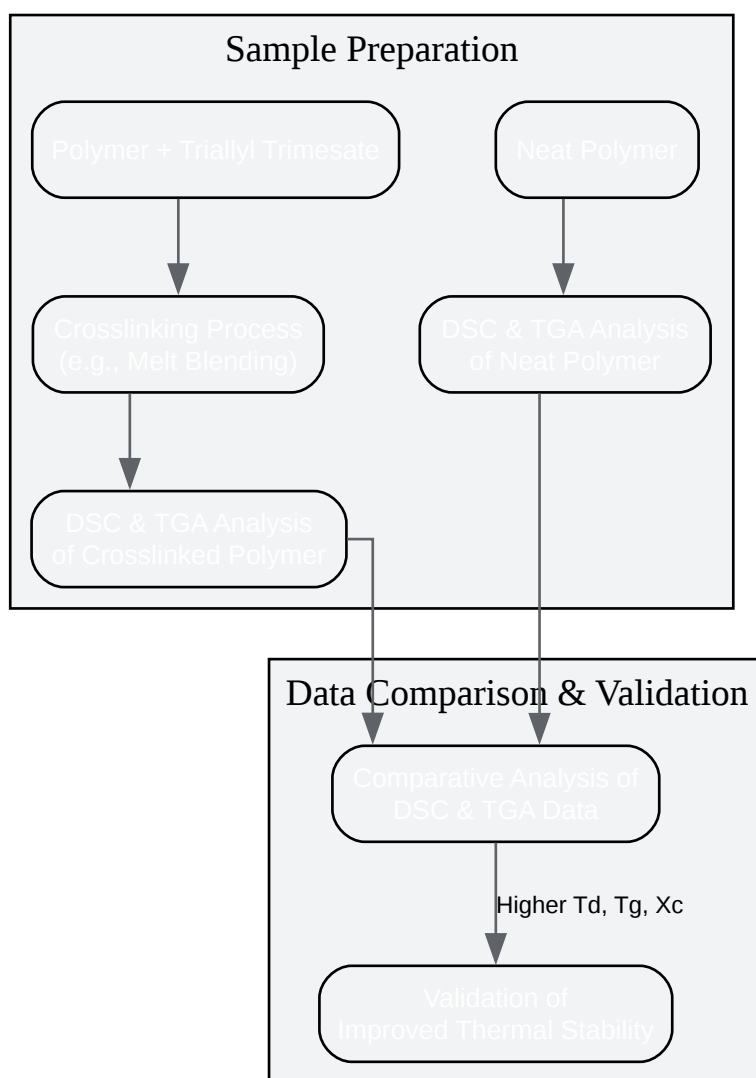 Sample Preparation
Polymer + Triallyl Trimesate
Neat Polymer
Crosslinking Process
(e.g., Melt Blending)
DSC & TGA Analysis
of Neat Polymer
DSC & TGA Analysis
of Crosslinked Polymer
Data Comparison & Validation
Comparative Analysis of
DSC & TGA Data
Higher Td, Tg, Xc
Validation of
Improved Thermal Stability